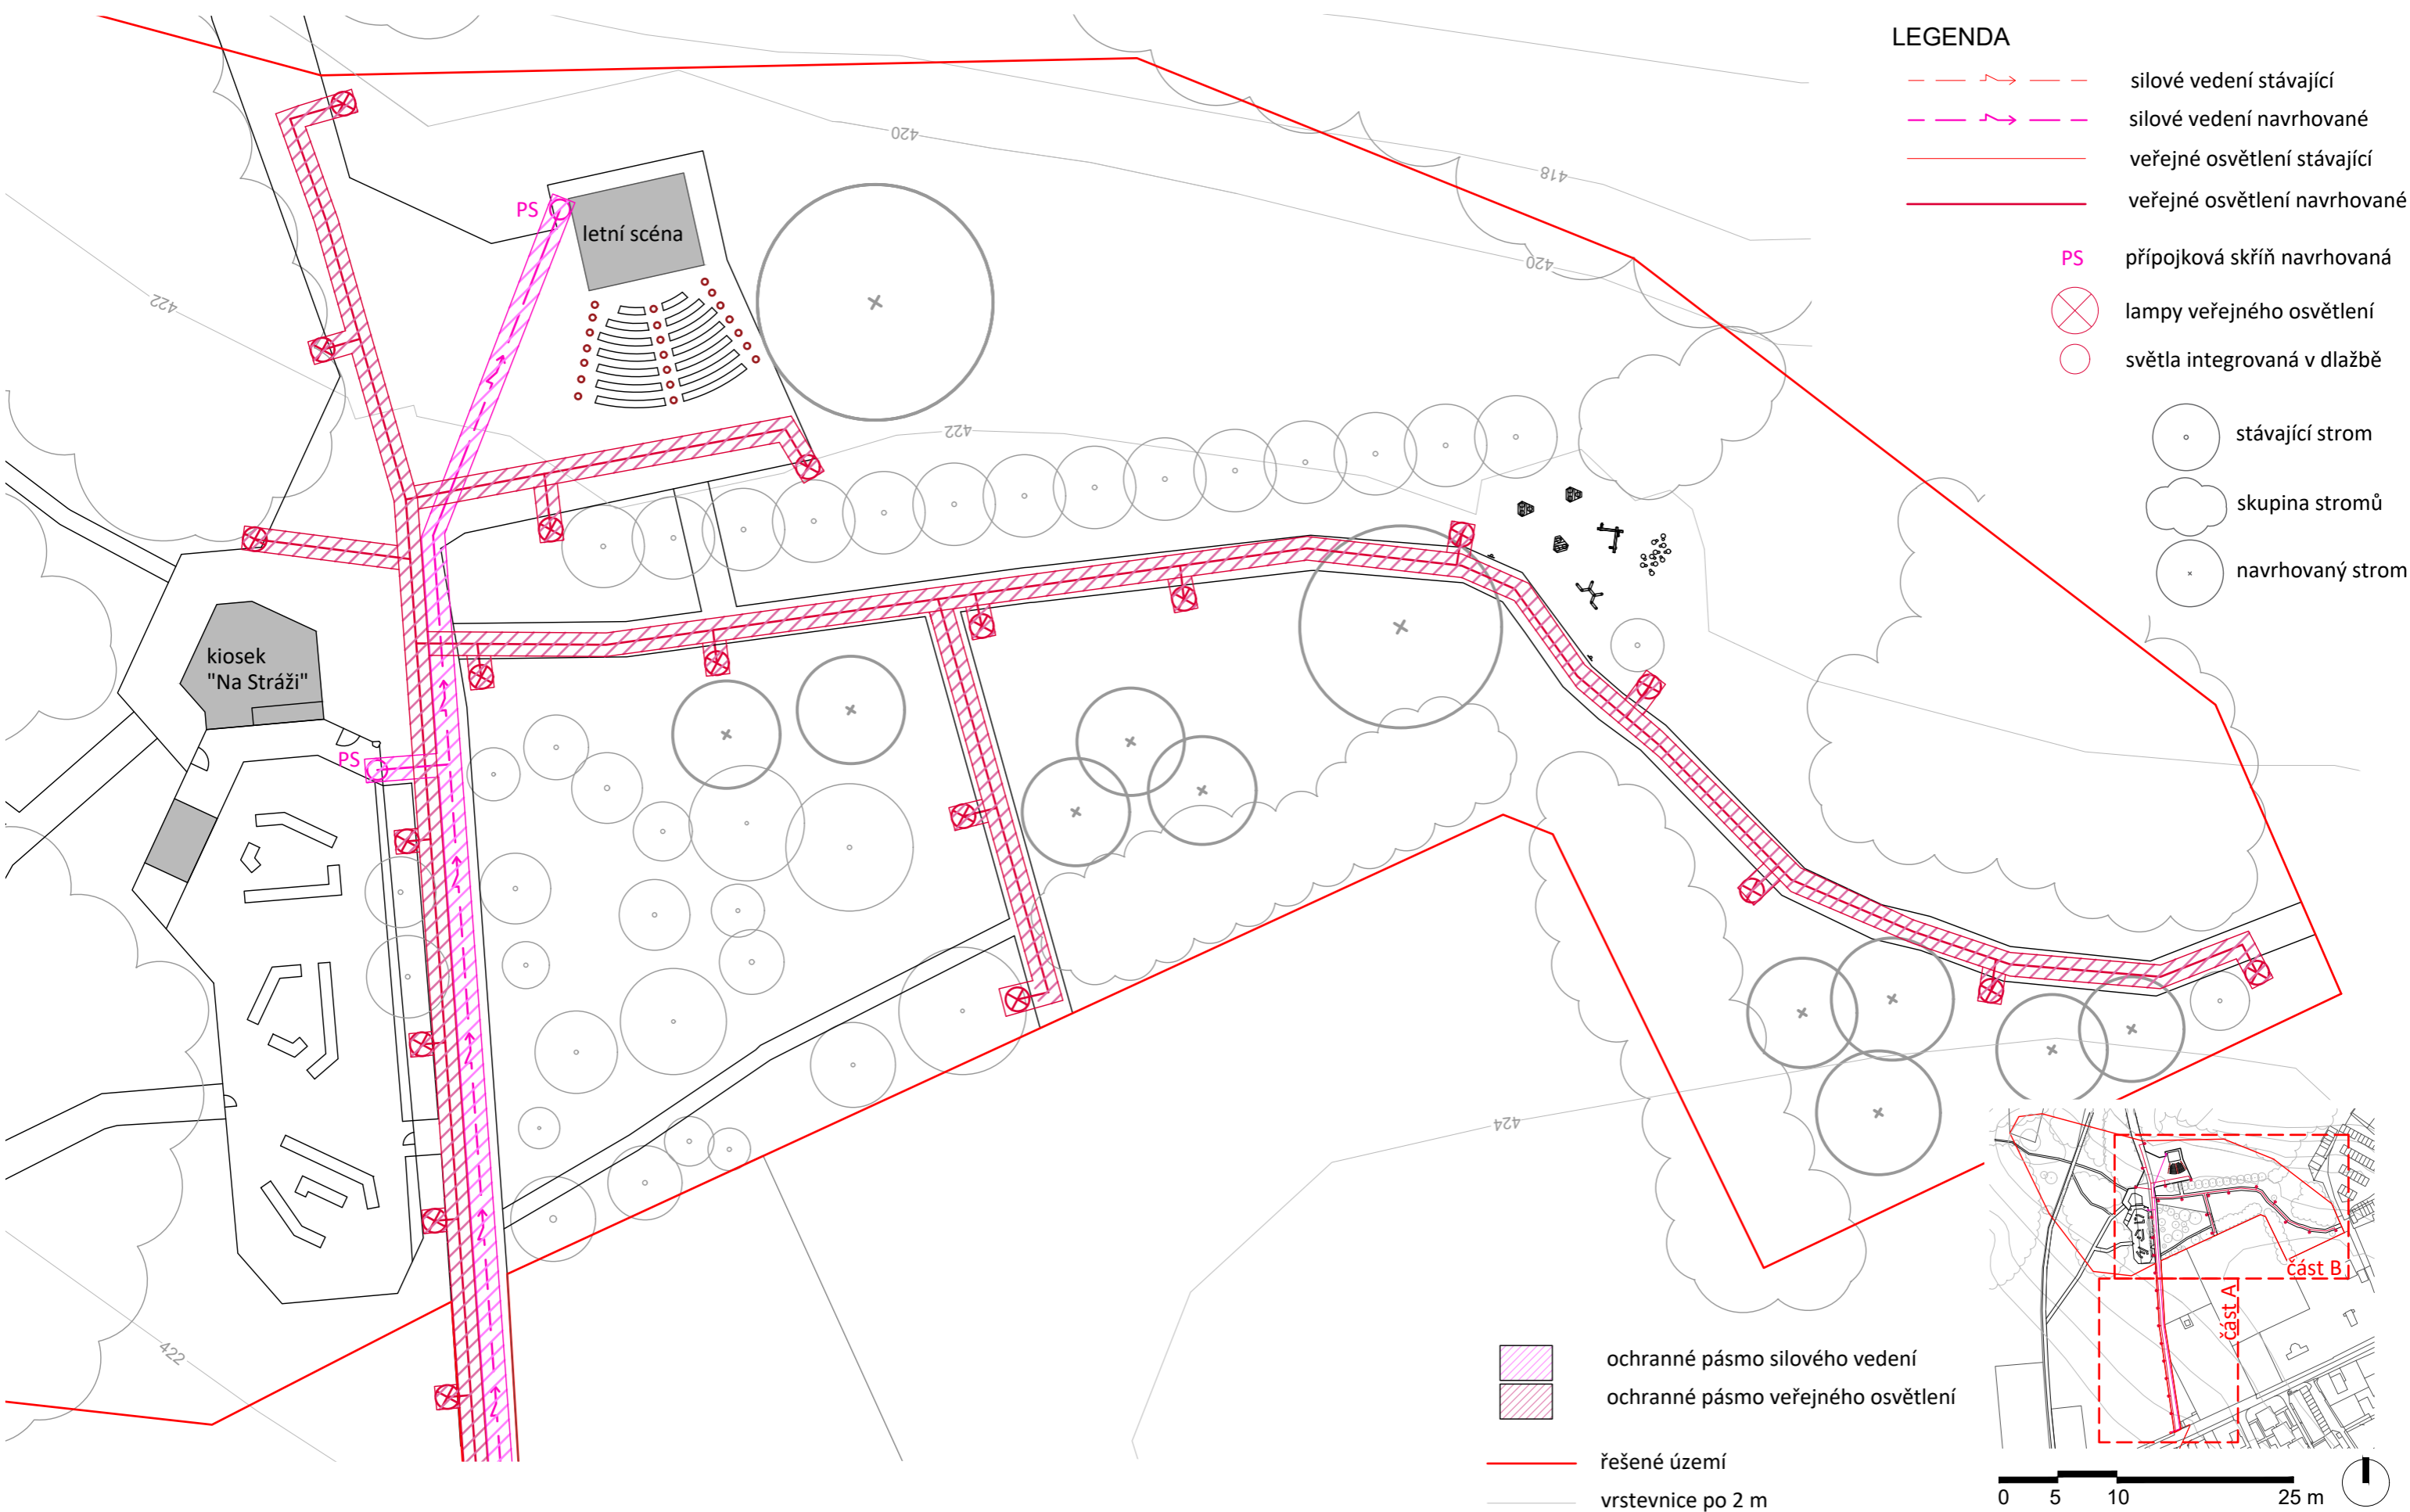 LEGENDA
silové vedení stávající
silové vedení navrhované
veřejné osvětlení stávající
veřejné osvětlení navrhované
PS přípojková skříň navrhovaná
lampy veřejného osvětlení
světla integrovaná v dlažbě
stávající strom
skupina stromů
navrhovaný strom
420
418
420
422
422
PS
letní scéna
kiosek
"Na Stráži"
PS
424
422
část B
část A
ochranné pásmo silového vedení
ochranné pásmo veřejného osvětlení
řešené území
vrstevnice po 2 m
0 5 10 25 m